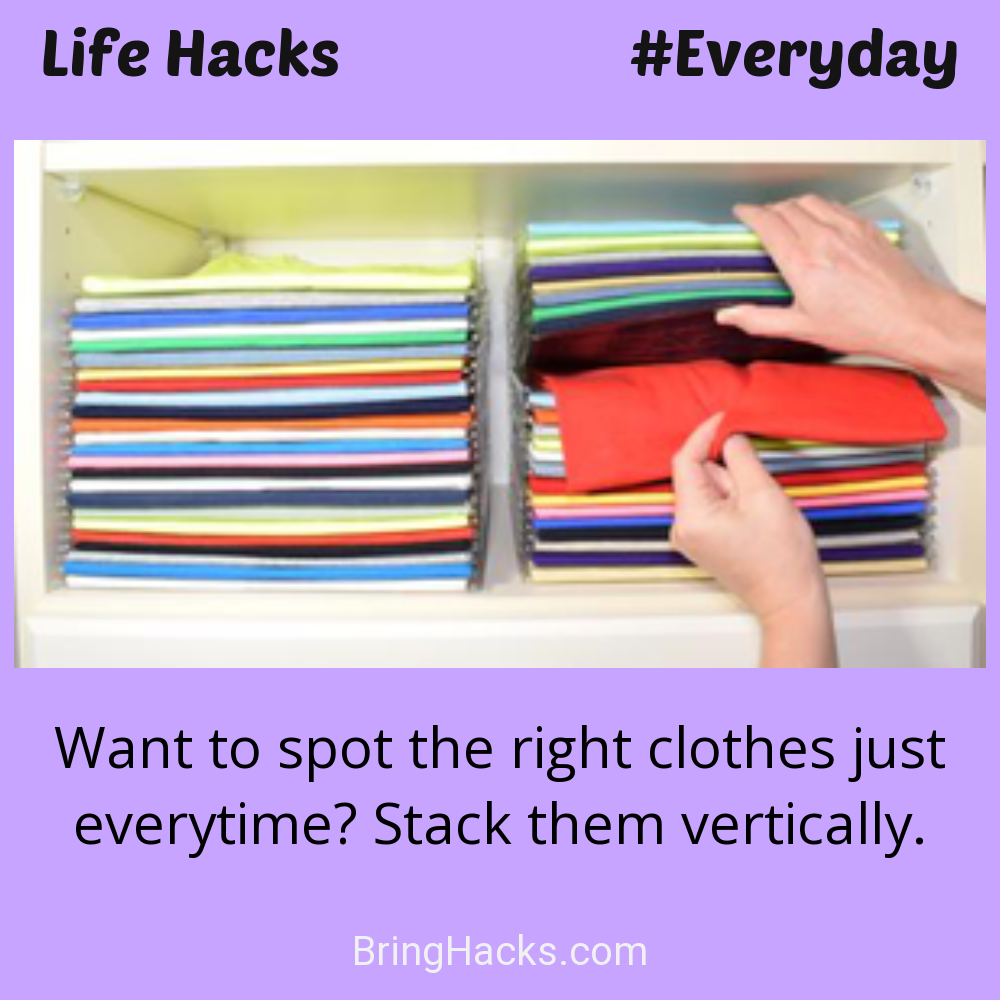 Life Hacks #Everyday
Want to spot the right clothes just
everytime? Stack them vertically.
BringHacks.com